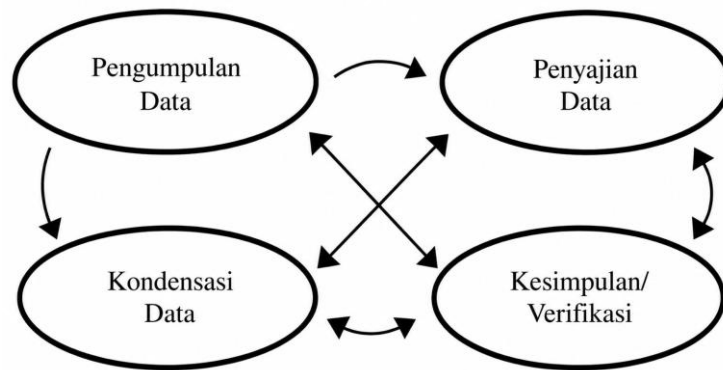 Pengumpulan
Data
Penyajian
Data
Kondensasi
Data
Kesimpulan/
Verifikasi